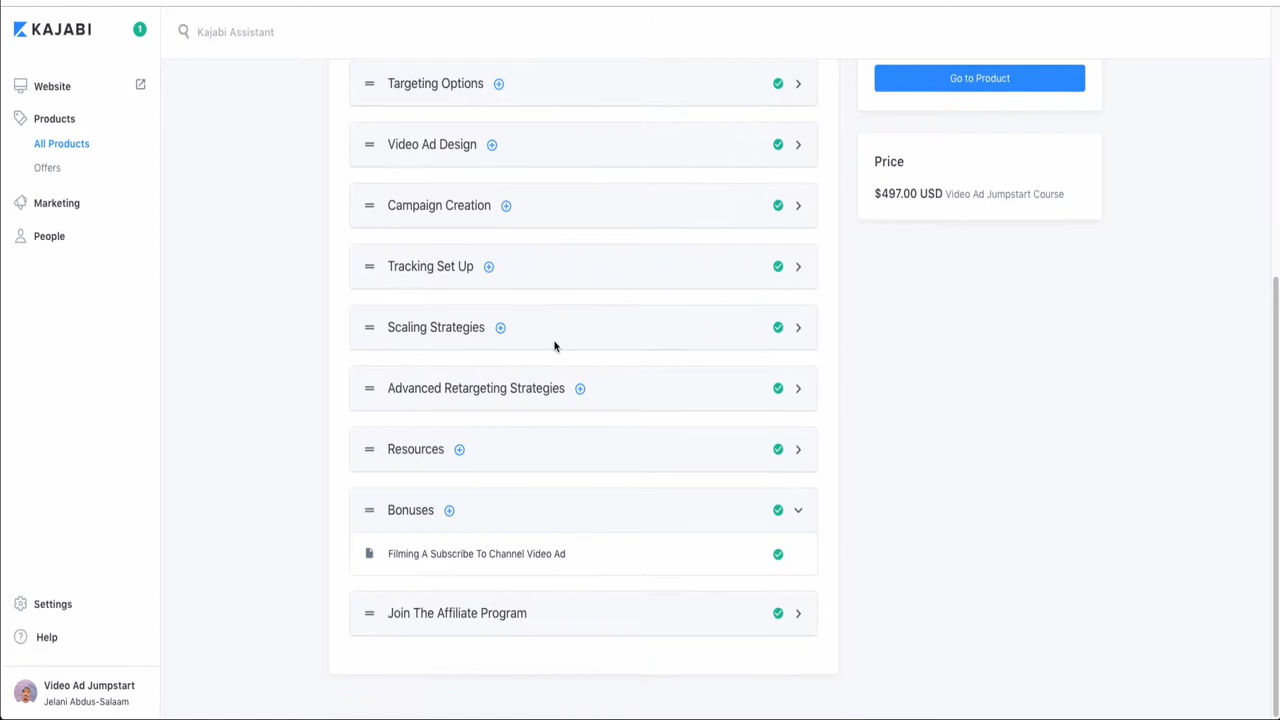 KAJABI
1
Kajabi Assistant
Website
Products
All Products
Offers
Marketing
People
Settings
Help
Video Ad Jumpstart
Jelani Abdus-Salaam
Targeting Options
Video Ad Design
Campaign Creation
Tracking Set Up
Scaling Strategies
Advanced Retargeting Strategies
Resources
Bonuses
Filming A Subscribe To Channel Video Ad
Join The Affiliate Program
Go to Product
Price
$497.00 USD Video Ad Jumpstart Course